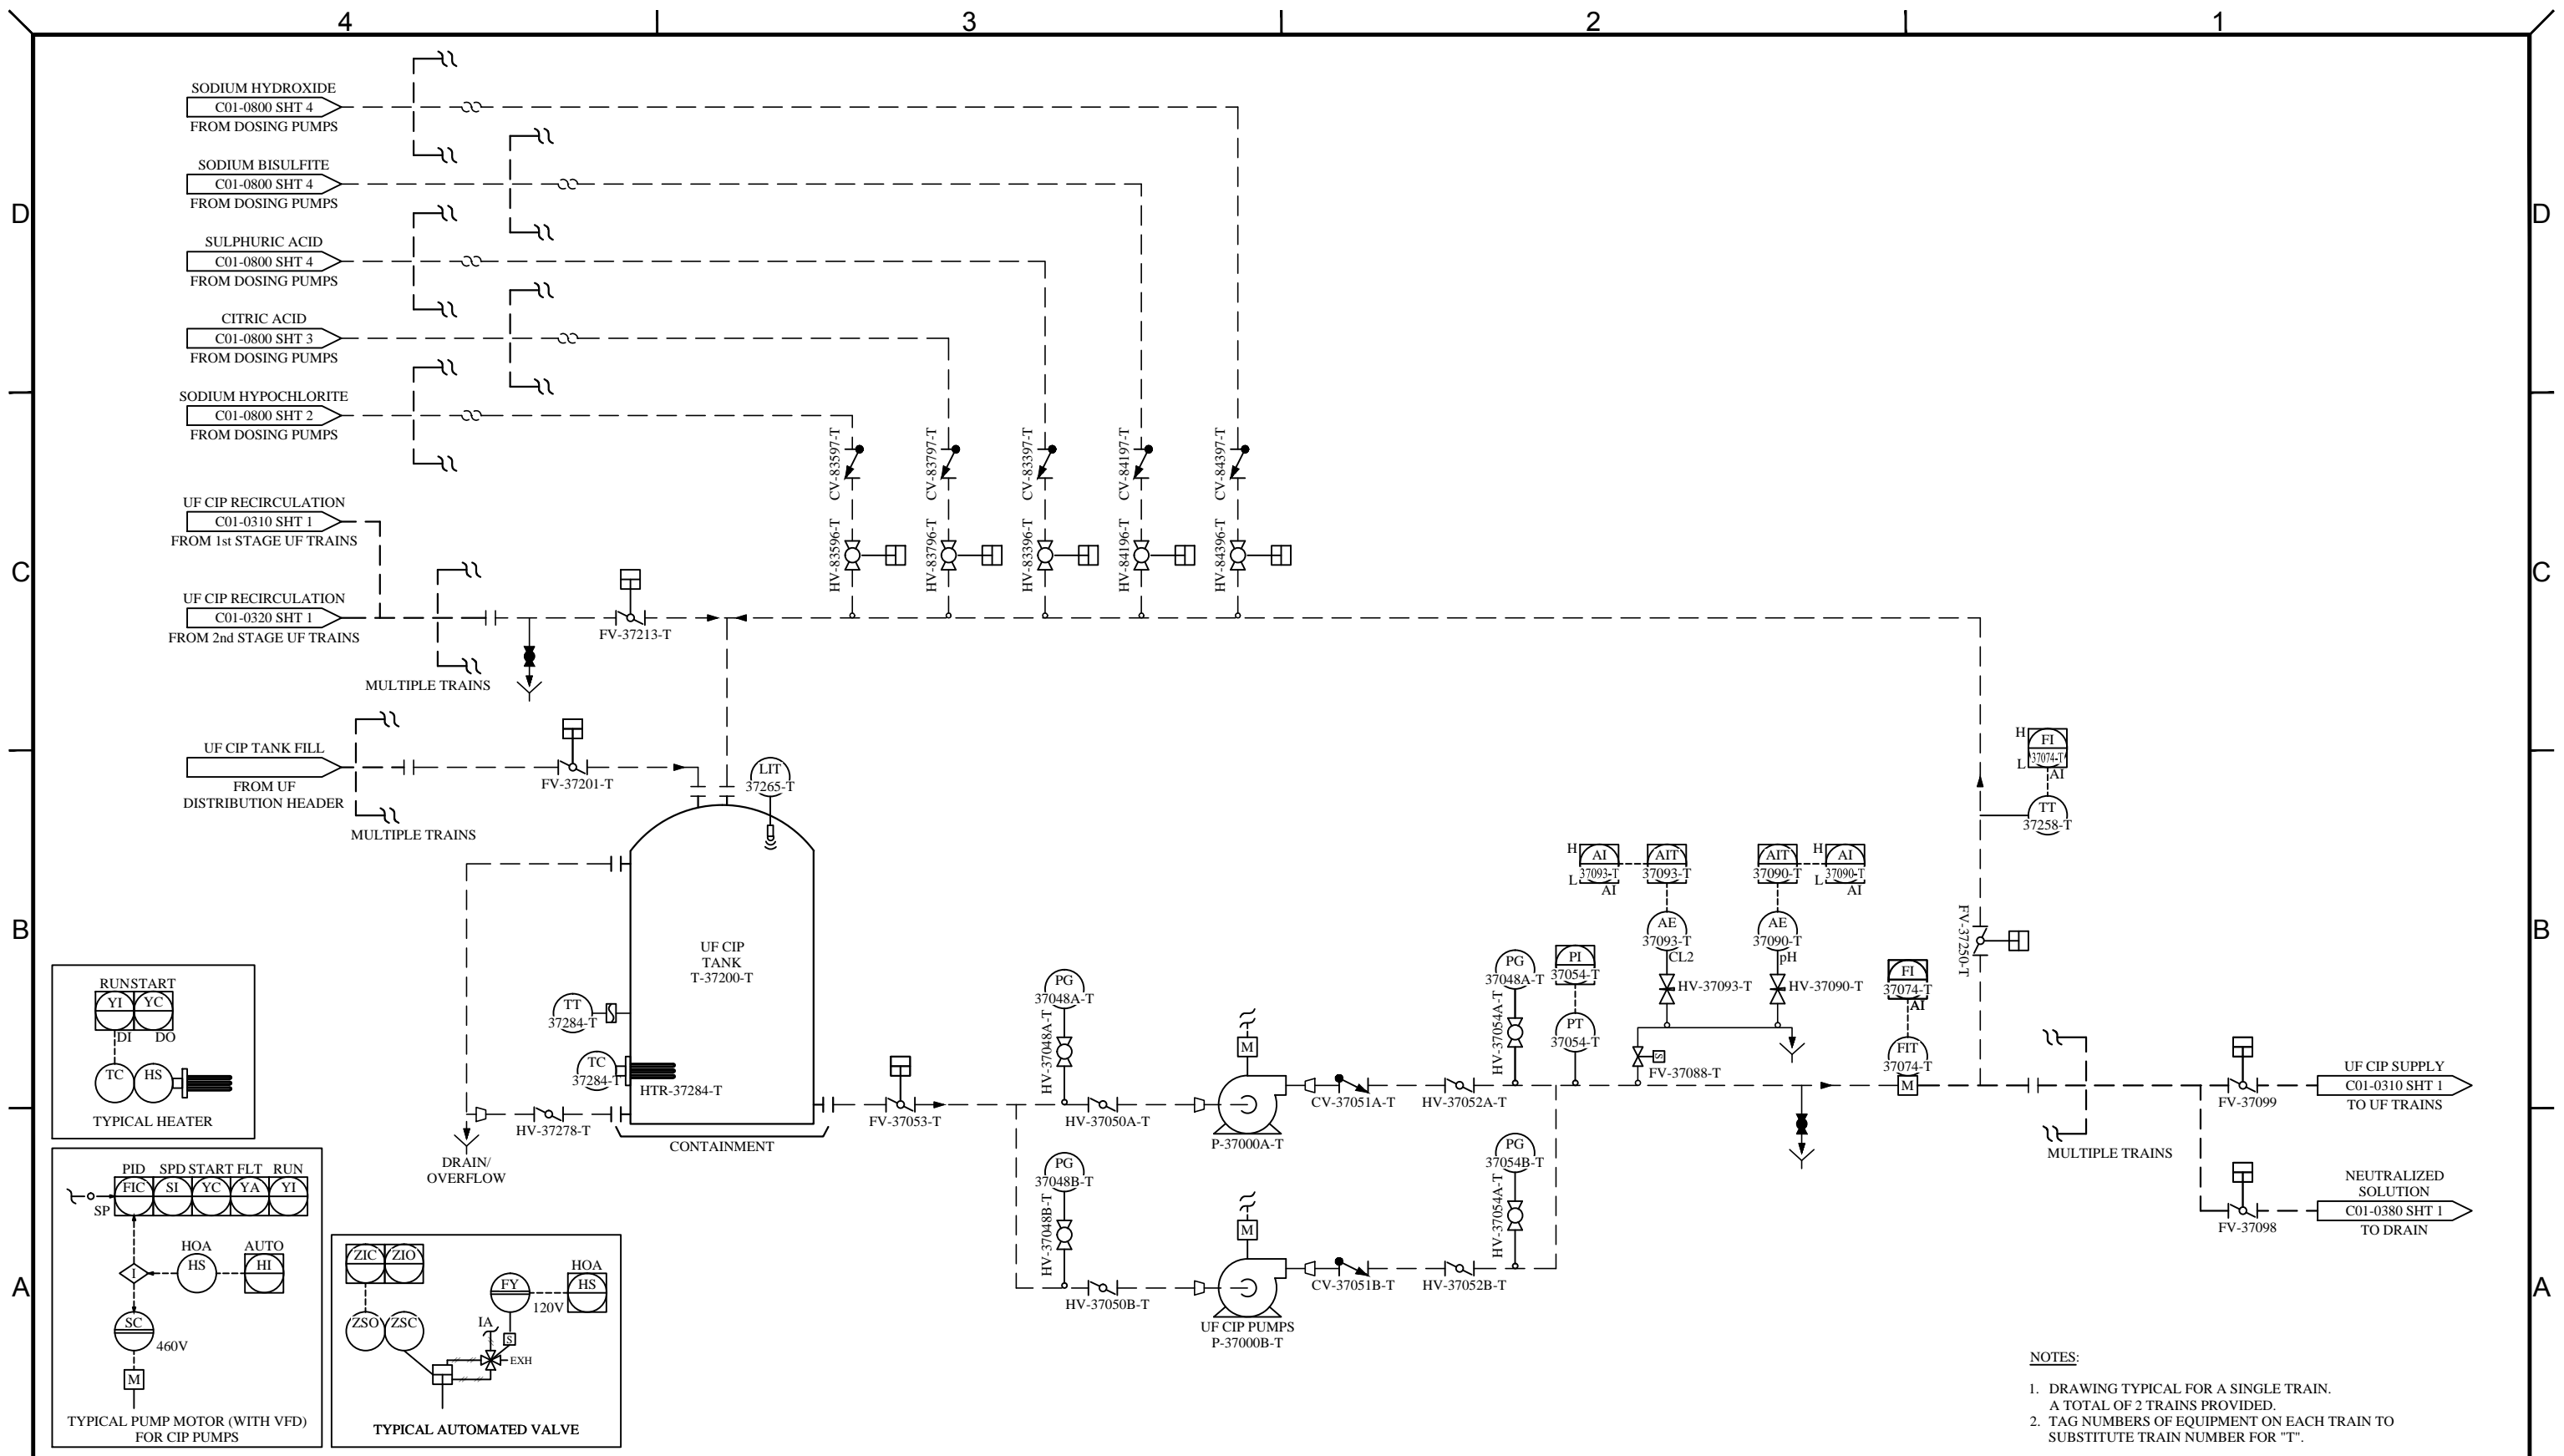 4
3
2
1
D
D
C
C
B
B
A
A
SODIUM HYDROXIDE
C01-0800 SHT 4
FROM DOSING PUMPS
SODIUM BISULFITE
C01-0800 SHT 4
FROM DOSING PUMPS
SULPHURIC ACID
C01-0800 SHT 4
FROM DOSING PUMPS
CITRIC ACID
C01-0800 SHT 3
FROM DOSING PUMPS
SODIUM HYPOCHLORITE
C01-0800 SHT 2
FROM DOSING PUMPS
CV-83597-T
CV-83797-T
CV-83397-T
CV-84197-T
CV-84397-T
HV-83596-T
HV-83796-T
HV-83396-T
HV-84196-T
HV-84396-T
UF CIP RECIRCULATION
C01-0310 SHT 1
FROM 1st STAGE UF TRAINS
UF CIP RECIRCULATION
C01-0320 SHT 1
FROM 2nd STAGE UF TRAINS
MULTIPLE TRAINS
FV-37213-T
UF CIP TANK FILL
FROM UF
DISTRIBUTION HEADER
MULTIPLE TRAINS
FV-37201-T
LIT
37265-T
UF CIP
TANK
T-37200-T
TT
37284-T
TC
37284-T
HTR-37284-T
HV-37278-T
DRAIN/
OVERFLOW
CONTAINMENT
FV-37053-T
PG
37048A-T
HV-37048A-T
HV-37050A-T
M
P-37000A-T
CV-37051A-T
HV-37052A-T
PG
37048A-T
HV-37054A-T
PI
37054-T
PT
37054-T
PG
37048B-T
HV-37048B-T
HV-37050B-T
M
UF CIP PUMPS
P-37000B-T
CV-37051B-T
HV-37052B-T
PG
37054B-T
HV-37054A-T
H
AI
37093-T
L
AI
AIT
37093-T
AIT
37090-T
H
AI
37090-T
L
AI
AE
37093-T
CL2
AE
37090-T
pH
HV-37093-T
HV-37090-T
S
FV-37088-T
FI
37074-T
AI
FIT
37074-T
M
H
FI
37074-T
L
AI
TT
37258-T
FV-37250-T
MULTIPLE TRAINS
FV-37099
UF CIP SUPPLY
C01-0310 SHT 1
TO UF TRAINS
FV-37098
NEUTRALIZED
SOLUTION
C01-0380 SHT 1
TO DRAIN
RUN START
YI YC
DI DO
TC HS
TYPICAL HEATER
PID SPD START FLT RUN
FIC SI YC YA YI
SP
HOA
HS
AUTO
HI
I
SC
460V
M
TYPICAL PUMP MOTOR (WITH VFD)
FOR CIP PUMPS
ZIC ZIO
ZSO ZSC
FY
120V
HOA
HS
IA
S
EXH
TYPICAL AUTOMATED VALVE
NOTES:
1. DRAWING TYPICAL FOR A SINGLE TRAIN.
A TOTAL OF 2 TRAINS PROVIDED.
2. TAG NUMBERS OF EQUIPMENT ON EACH TRAIN TO
SUBSTITUTE TRAIN NUMBER FOR "T".